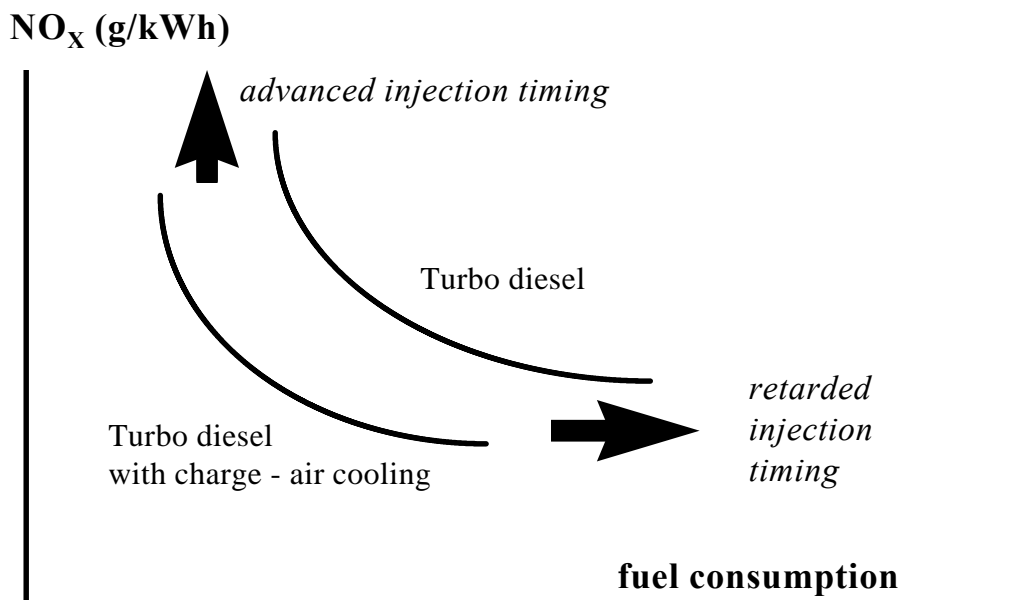 NOX (g/kWh)
advanced injection timing
Turbo diesel
retarded
injection
timing
Turbo diesel
with charge - air cooling
fuel consumption